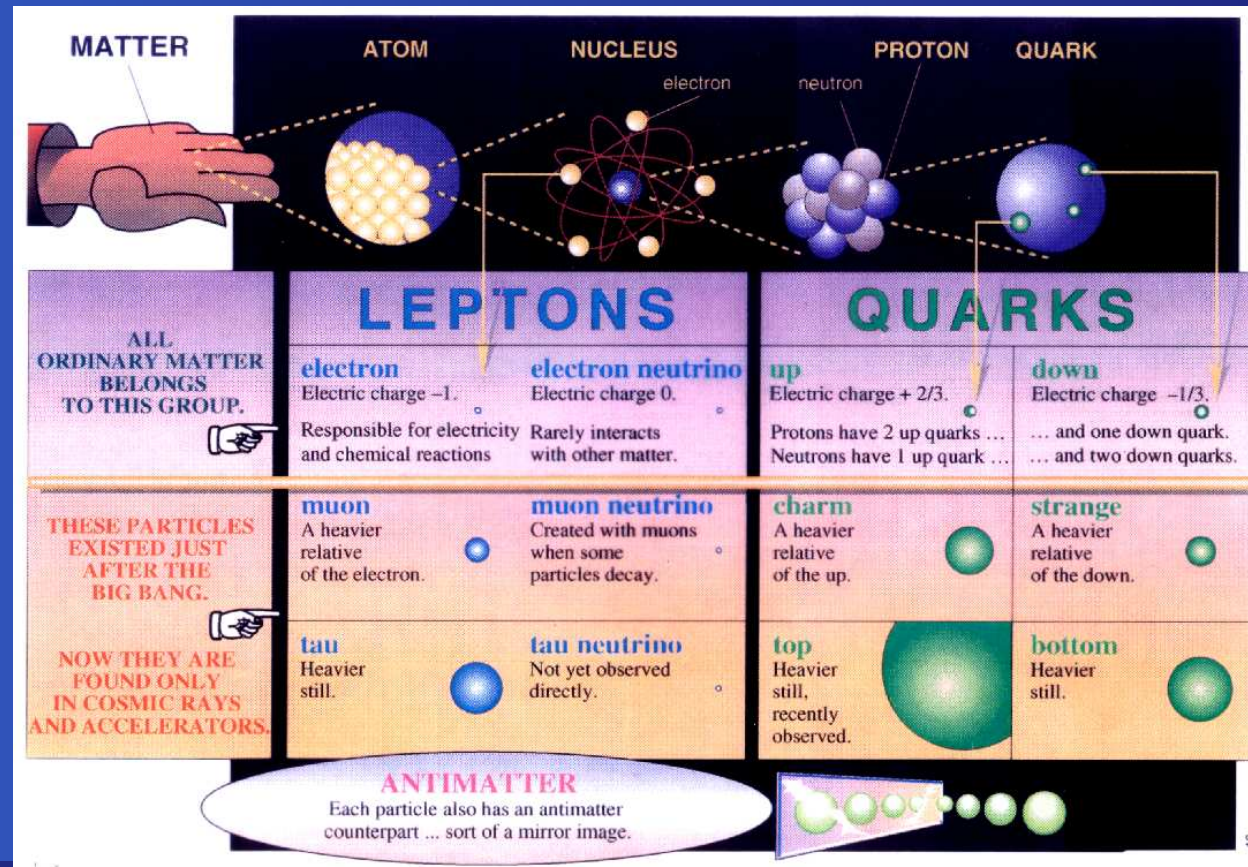 MATTER
ATOM
NUCLEUS
PROTON
QUARK
electron
neutron
LEPTONS
QUARKS
ALL
ORDINARY MATTER
BELONGS
TO THIS GROUP.
electron
Electric charge –1.
Responsible for electricity
and chemical reactions
electron neutrino
Electric charge 0.
Rarely interacts
with other matter.
up
Electric charge + 2/3.
Protons have 2 up quarks ...
Neutrons have 1 up quark ...
down
Electric charge –1/3.
... and one down quark.
... and two down quarks.
THESE PARTICLES
EXISTED JUST
AFTER THE
BIG BANG.
NOW THEY ARE
FOUND ONLY
IN COSMIC RAYS
AND ACCELERATORS.
muon
A heavier
relative
of the electron.
muon neutrino
Created with muons
when some
particles decay.
charm
A heavier
relative
of the up.
strange
A heavier
relative
of the down.
tau
Heavier
still.
tau neutrino
Not yet observed
directly.
top
Heavier
still,
recently
observed.
bottom
Heavier
still.
ANTIMATTER
Each particle also has an antimatter
counterpart ... sort of a mirror image.